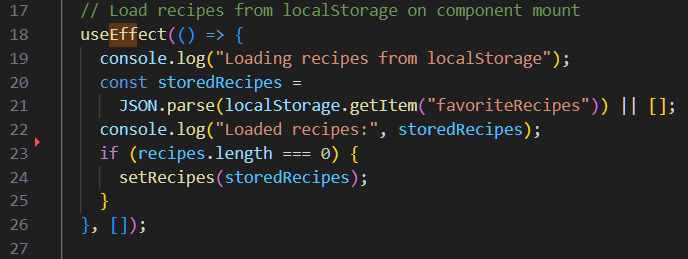 17 // Load recipes from localStorage on component mount
18 useEffect(() => {
19   console.log("Loading recipes from localStorage");
20   const storedRecipes =
21     JSON.parse(localStorage.getItem("favoriteRecipes")) || [];
22   console.log("Loaded recipes:", storedRecipes);
23   if (recipes.length === 0) {
24     setRecipes(storedRecipes);
25   }
26 }, []);
27